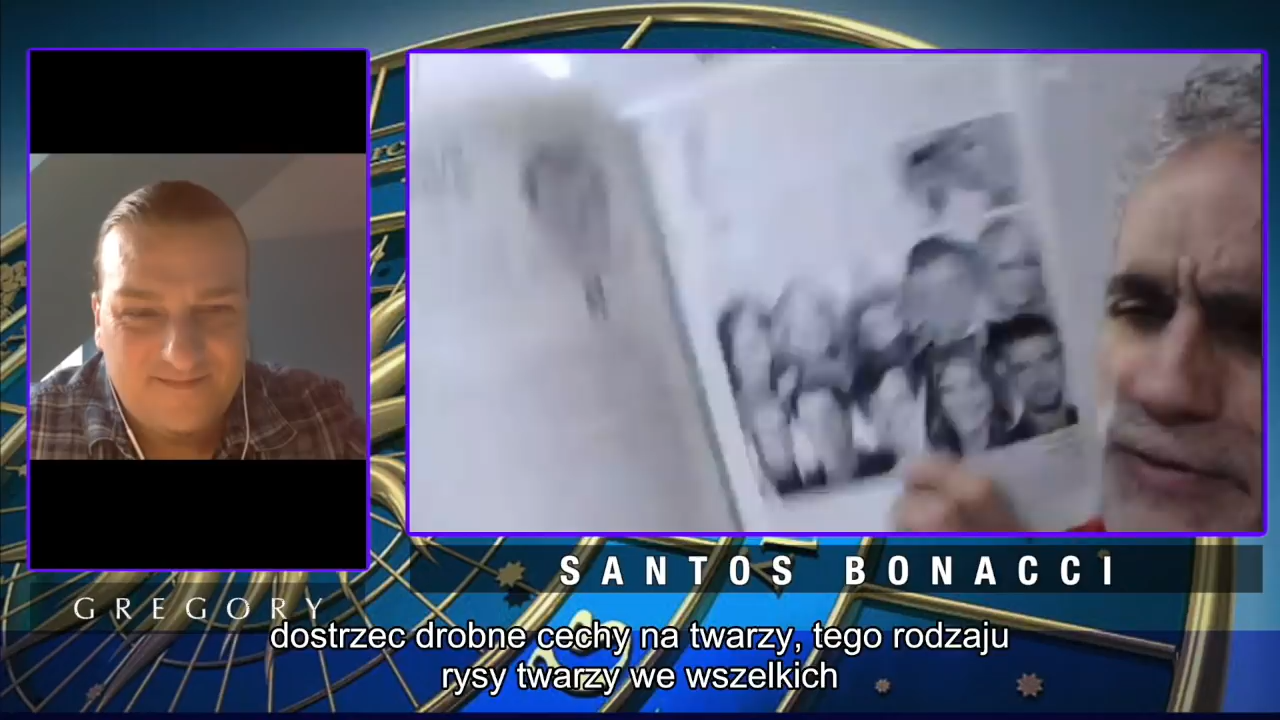 SANTOS BONACCI
GREGORY
dostrzec drobne cechy na twarzy, tego rodzaju
rysy twarzy we wszelkich